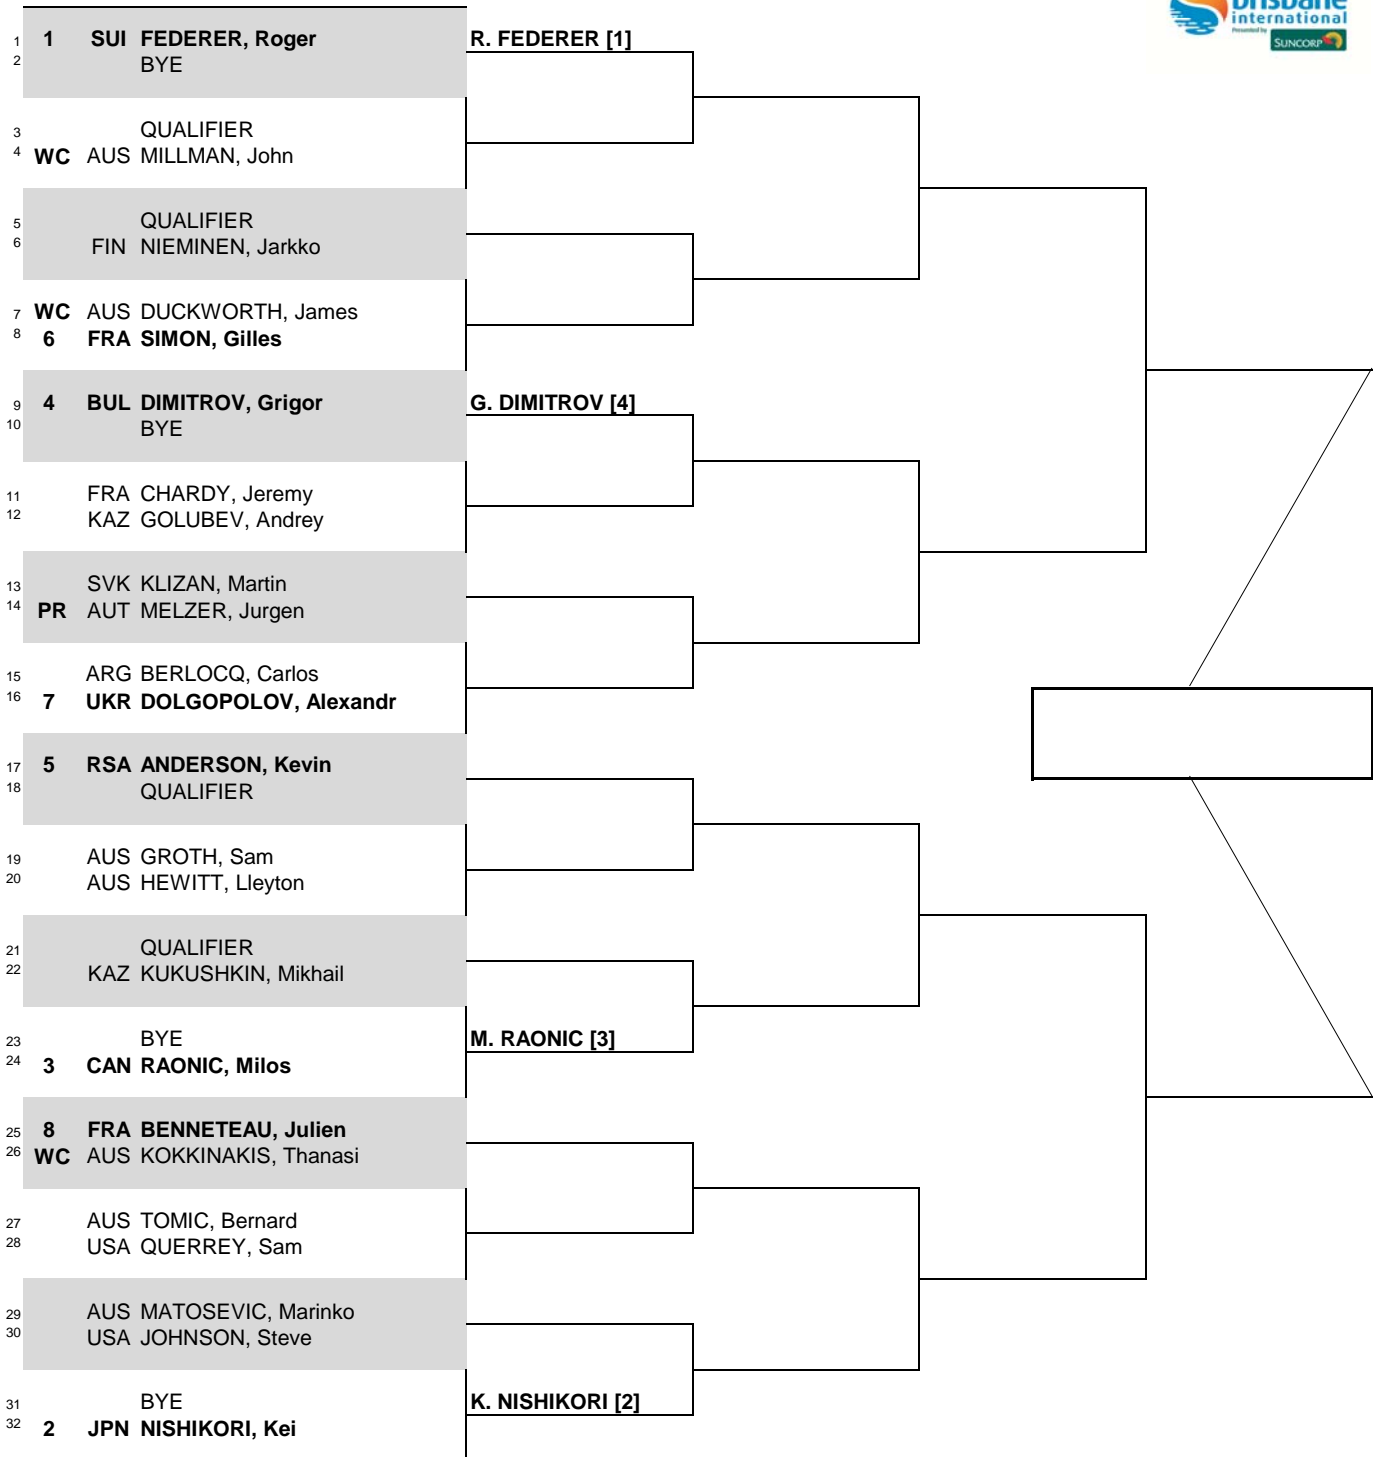 brisbane
international
Presented by
SUNCORP
1 1 SUI FEDERER, Roger R. FEDERER [1]
2 BYE
3 QUALIFIER
4 WC AUS MILLMAN, John
5 QUALIFIER
6 FIN NIEMINEN, Jarkko
7 WC AUS DUCKWORTH, James
8 6 FRA SIMON, Gilles
9 4 BUL DIMITROV, Grigor G. DIMITROV [4]
10 BYE
11 FRA CHARDY, Jeremy
12 KAZ GOLUBEV, Andrey
13 SVK KLIZAN, Martin
14 PR AUT MELZER, Jurgen
15 ARG BERLOCQ, Carlos
16 7 UKR DOLGOPOLOV, Alexandr
17 5 RSA ANDERSON, Kevin
18 QUALIFIER
19 AUS GROTH, Sam
20 AUS HEWITT, Lleyton
21 QUALIFIER
22 KAZ KUKUSHKIN, Mikhail
23 BYE M. RAONIC [3]
24 3 CAN RAONIC, Milos
25 8 FRA BENNETEAU, Julien
26 WC AUS KOKKINAKIS, Thanasi
27 AUS TOMIC, Bernard
28 USA QUERREY, Sam
29 AUS MATOSEVIC, Marinko
30 USA JOHNSON, Steve
31 BYE K. NISHIKORI [2]
32 2 JPN NISHIKORI, Kei